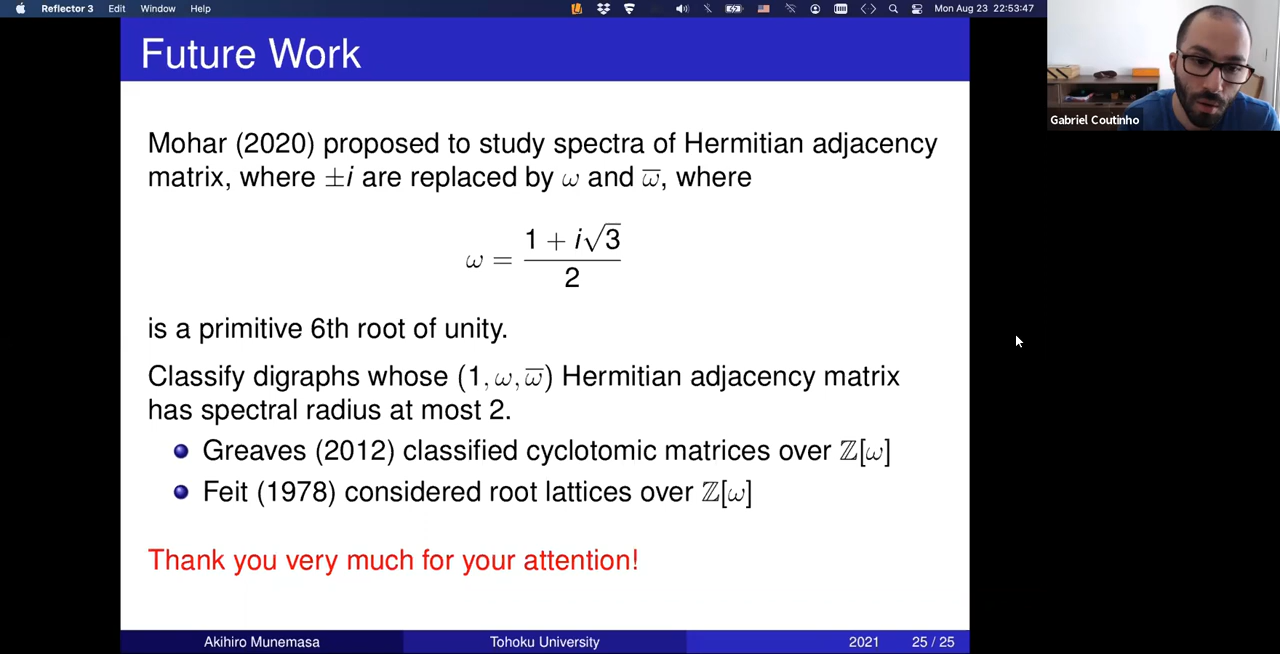 Reflector 3 Edit Window Help Mon Aug 23 22:53:47
Future Work
Mohar (2020) proposed to study spectra of Hermitian adjacency
matrix, where ±i are replaced by ω and ω̅, where
ω = (1 + i√3) / 2
is a primitive 6th root of unity.
Classify digraphs whose (1, ω, ω̅) Hermitian adjacency matrix
has spectral radius at most 2.
Greaves (2012) classified cyclotomic matrices over ℤ[ω]
Feit (1978) considered root lattices over ℤ[ω]
Thank you very much for your attention!
Akihiro Munemasa Tohoku University 2021 25 / 25
Gabriel Coutinho